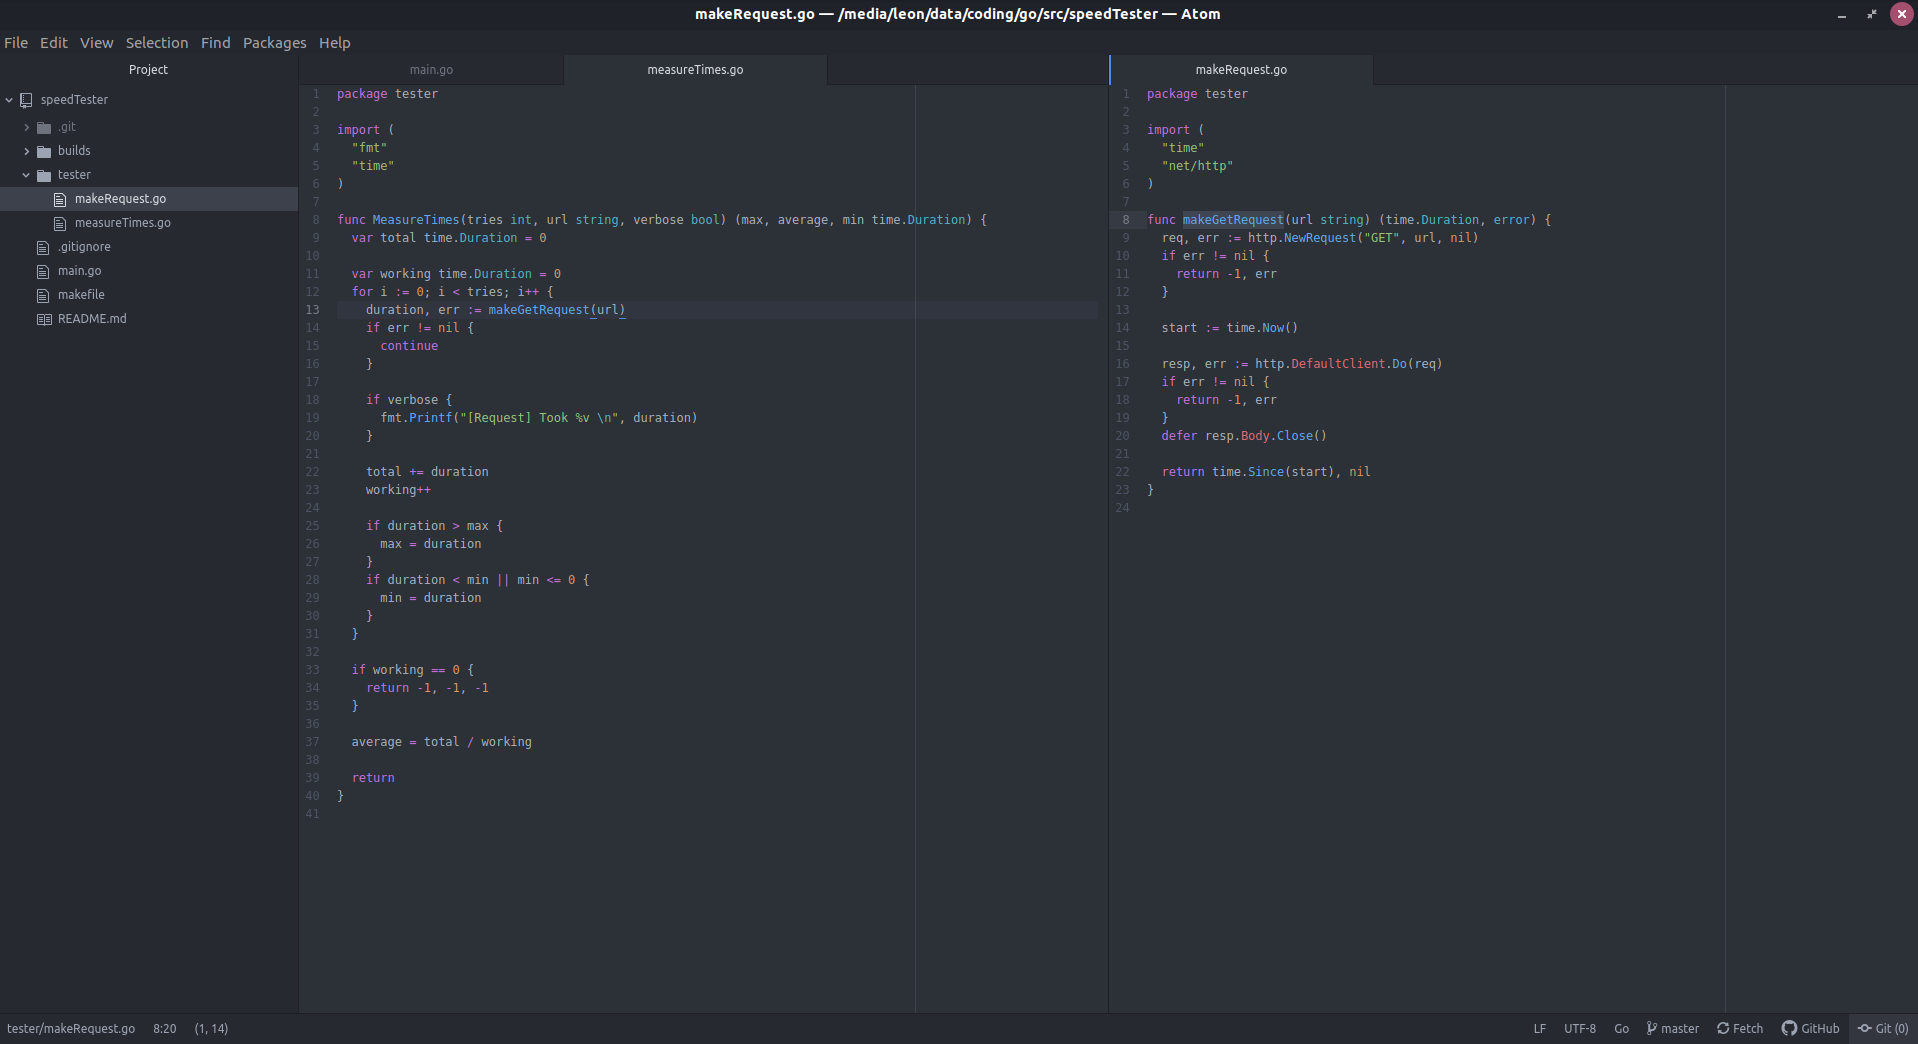 makeRequest.go — /media/leon/data/coding/go/src/speedTester — Atom
File Edit View Selection Find Packages Help
Project
speedTester
.git
builds
tester
makeRequest.go
measureTimes.go
.gitignore
main.go
makefile
README.md
main.go measureTimes.go
1 package tester
2
3 import (
4 "fmt"
5 "time"
6 )
7
8 func MeasureTimes(tries int, url string, verbose bool) (max, average, min time.Duration) {
9 var total time.Duration = 0
10
11 var working time.Duration = 0
12 for i := 0; i < tries; i++ {
13 duration, err := makeGetRequest(url)
14 if err != nil {
15 continue
16 }
17
18 if verbose {
19 fmt.Printf("[Request] Took %v \n", duration)
20 }
21
22 total += duration
23 working++
24
25 if duration > max {
26 max = duration
27 }
28 if duration < min || min <= 0 {
29 min = duration
30 }
31 }
32
33 if working == 0 {
34 return -1, -1, -1
35 }
36
37 average = total / working
38
39 return
40 }
41
makeRequest.go
1 package tester
2
3 import (
4 "time"
5 "net/http"
6 )
7
8 func makeGetRequest(url string) (time.Duration, error) {
9 req, err := http.NewRequest("GET", url, nil)
10 if err != nil {
11 return -1, err
12 }
13
14 start := time.Now()
15
16 resp, err := http.DefaultClient.Do(req)
17 if err != nil {
18 return -1, err
19 }
20 defer resp.Body.Close()
21
22 return time.Since(start), nil
23 }
24
tester/makeRequest.go 8:20 (1, 14)
LF UTF-8 Go master Fetch GitHub Git (0)